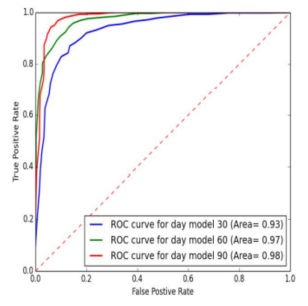 1.0
0.8
0.6
0.4
0.2
0.0
True Positive Rate
ROC curve for day model 30 (Area= 0.93)
ROC curve for day model 60 (Area= 0.97)
ROC curve for day model 90 (Area= 0.98)
0.0 0.2 0.4 0.6 0.8 1.0
False Postive Rate